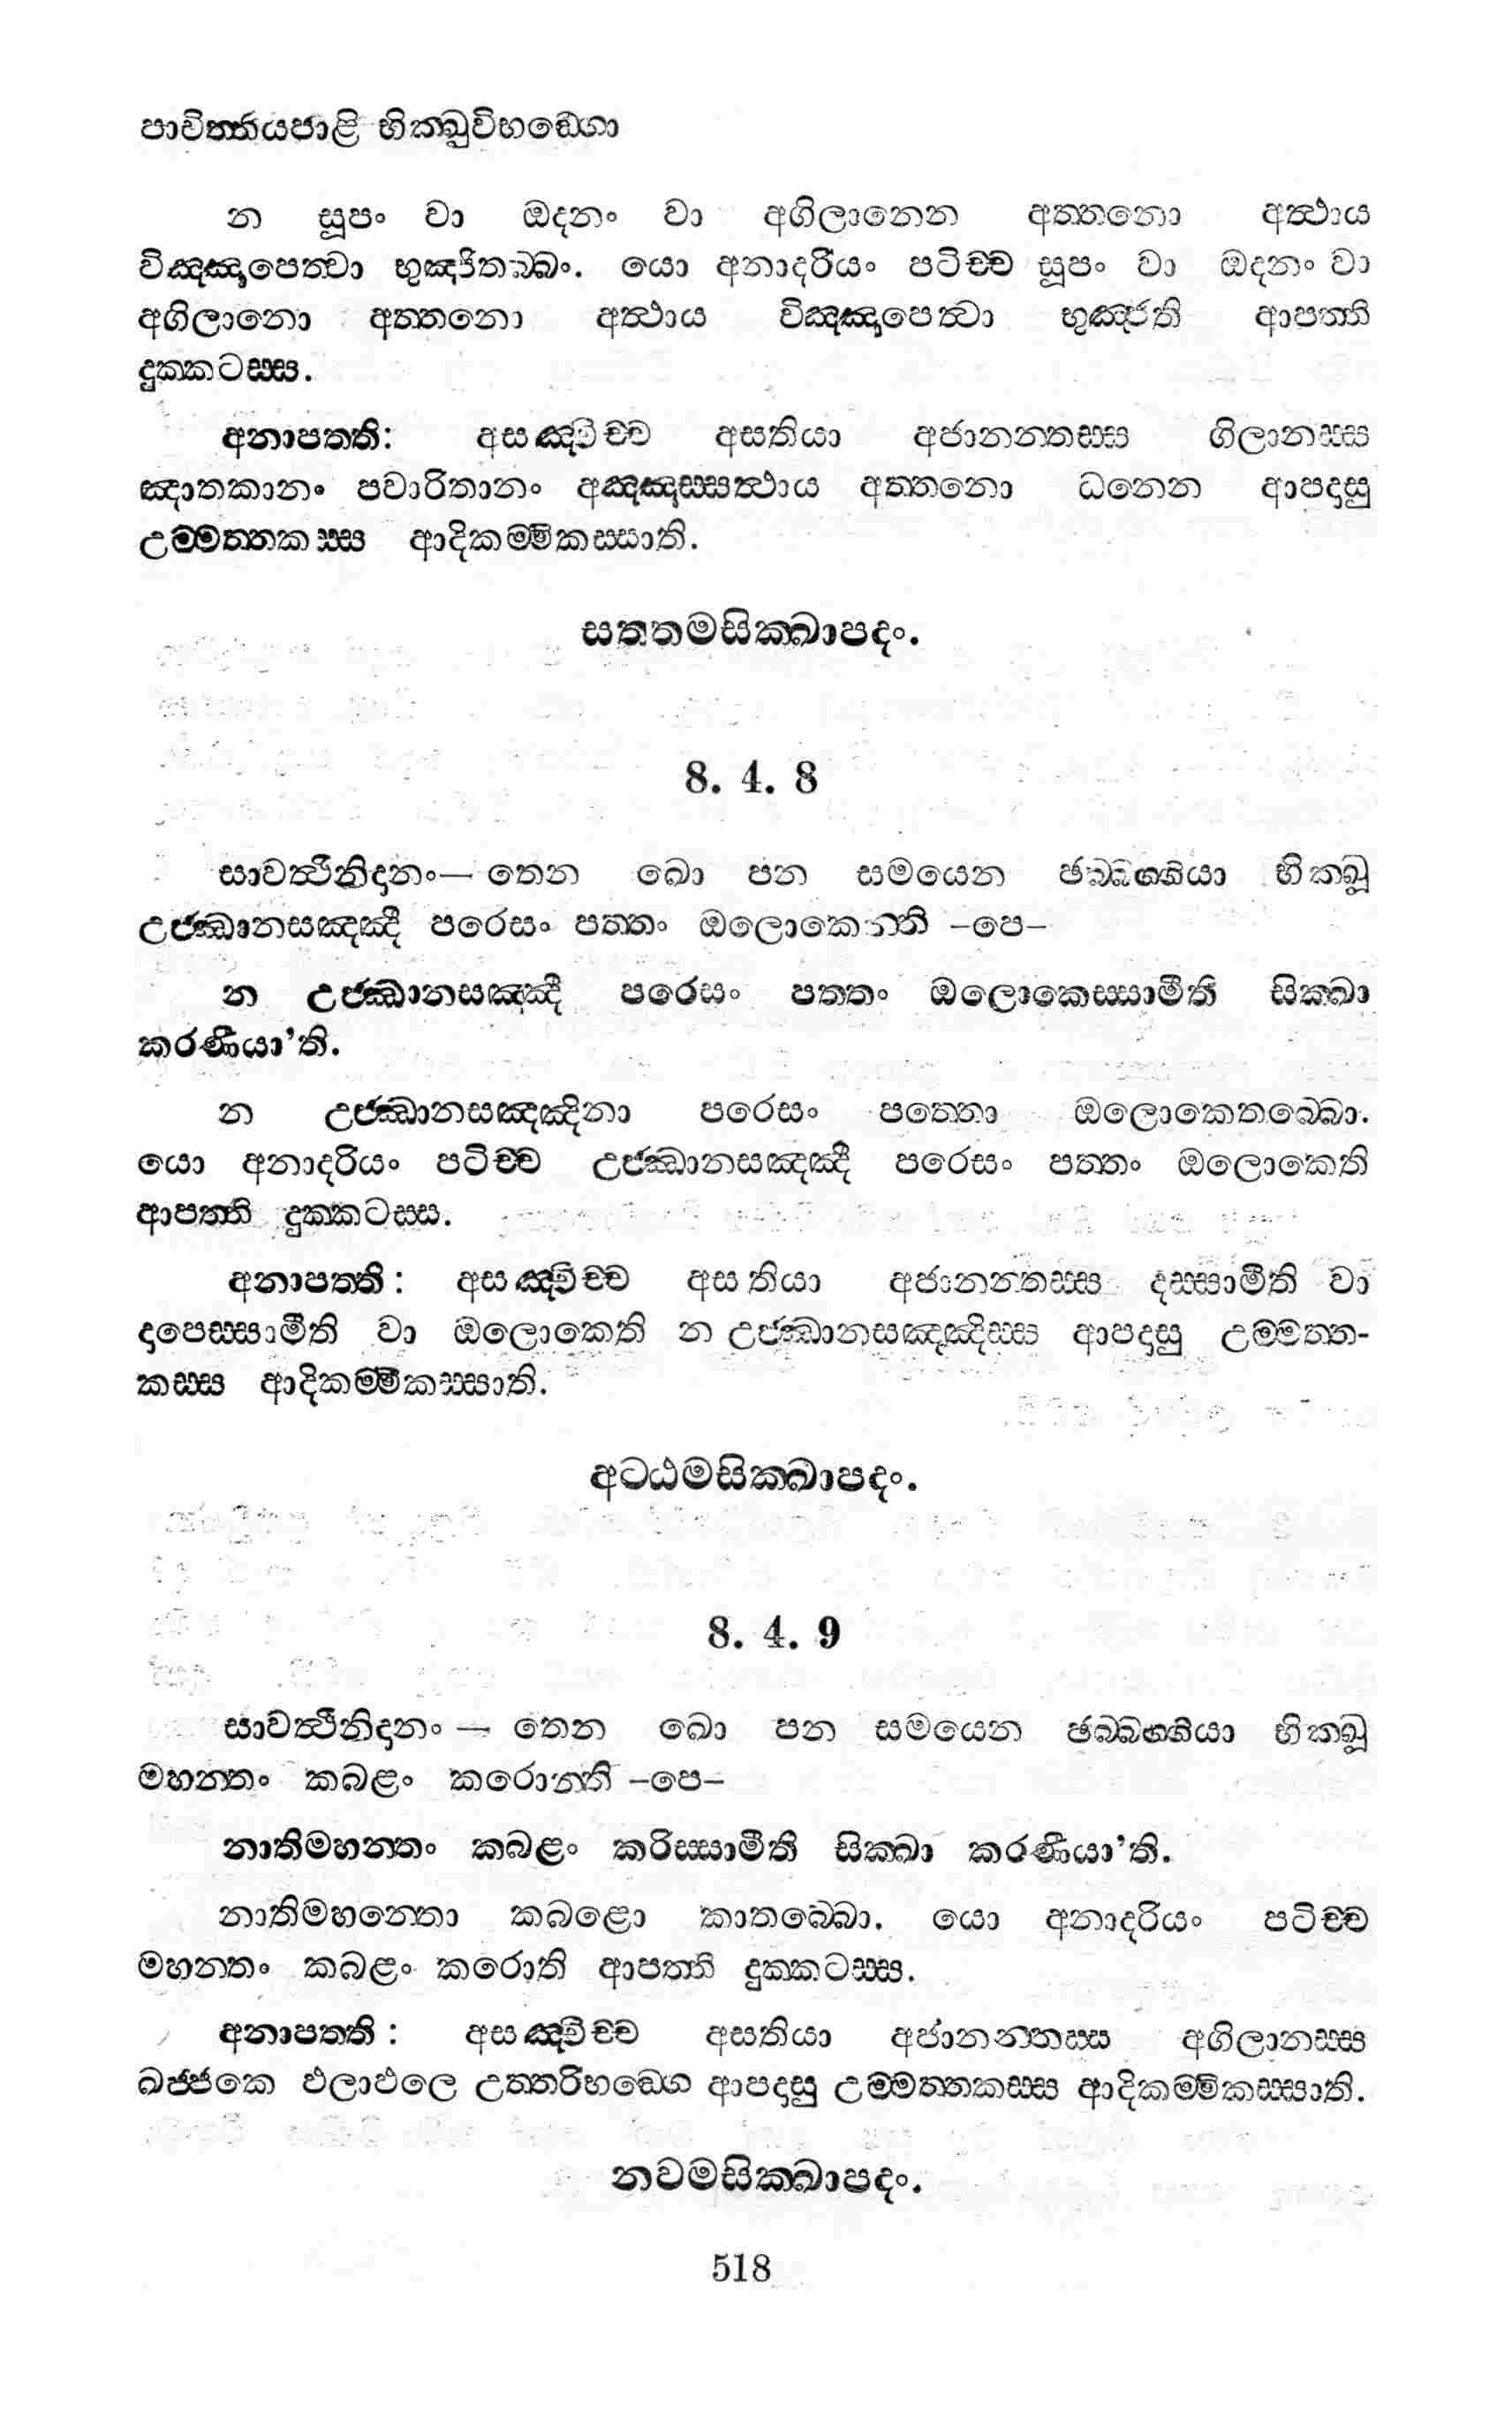 පාචිත්තියපාළි භික්ඛුවිභඞ්ගො
න සූපං වා ඔදනං වා අගිලානෙන අත්තනො අත්ථාය
විඤ්ඤපෙත්වා භුඤ්ජිතබ්බං. යො අනාදරියං පටිච්ච සූපං වා ඔදනං වා
අගිලානො අත්තනො අත්ථාය විඤ්ඤාපෙත්වා භුඤ්ජති ආපත්ති
දුක්කටස්ස.
අනාපත්ති: අසඤ්චිච්ච අසතියා අජානන්තස්ස ගිලානස්ස
ඤාතකානං පවාරිතානං අඤ්ඤස්සත්ථාය අත්තනො ධනෙන ආපදාසු
උම්මත්තකස්ස ආදිකම්මිකස්සාති.
සත්තමසික්ඛාපදං.
8. 4. 8
සාවත්ථිනිදානං— තෙන ඛො පන සමයෙන ඡබ්බග්ගියා භික්ඛූ
උජ්ඣානසඤ්ඤී පරෙසං පත්තං ඔලොකෙන්ති –පෙ–
න උජ්ඣානසඤ්ඤී පරෙසං පත්තං ඔලොකෙස්සාමීති සික්ඛා
කරණීයා’ති.
න උජ්ඣානසඤ්ඤිනා පරෙසං පත්තො ඔලොකෙතබ්බො.
යො අනාදරියං පටිච්ච උජ්ඣානසඤ්ඤී පරෙසං පත්තං ඔලොකෙති
ආපත්ති දුක්කටස්ස.
අනාපත්ති : අසඤ්චිච්ච අසතියා අජානන්තස්ස දස්සාමීති වා
දාපෙස්සාමීති වා ඔලොකෙති න උජ්ඣානසඤ්ඤිස්ස ආපදාසු උම්මත්ත-
කස්ස ආදිකම්මිකස්සාති.
අට්ඨමසික්ඛාපදං.
8. 4. 9
සාවත්ථිනිදානං — තෙන ඛො පන සමයෙන ඡබ්බග්ගියා භික්ඛූ
මහන්තං කබළං කරොන්ති –පෙ–
නාතිමහන්තං කබළං කරිස්සාමීති සික්ඛා කරණීයා’ති.
නාතිමහන්තො කබළො කාතබ්බො. යො අනාදරියං පටිච්ච
මහන්තං කබළං කරොති ආපත්ති දුක්කටස්ස.
අනාපත්ති : අසඤ්චිච්ච අසතියා අජානන්තස්ස අගිලානස්ස
ඛජ්ජකෙ ඵලාඵලෙ උත්තරිභඞ්ගෙ ආපදාසු උම්මත්තකස්ස ආදිකම්මිකස්සාති.
නවමසික්ඛාපදං.
518